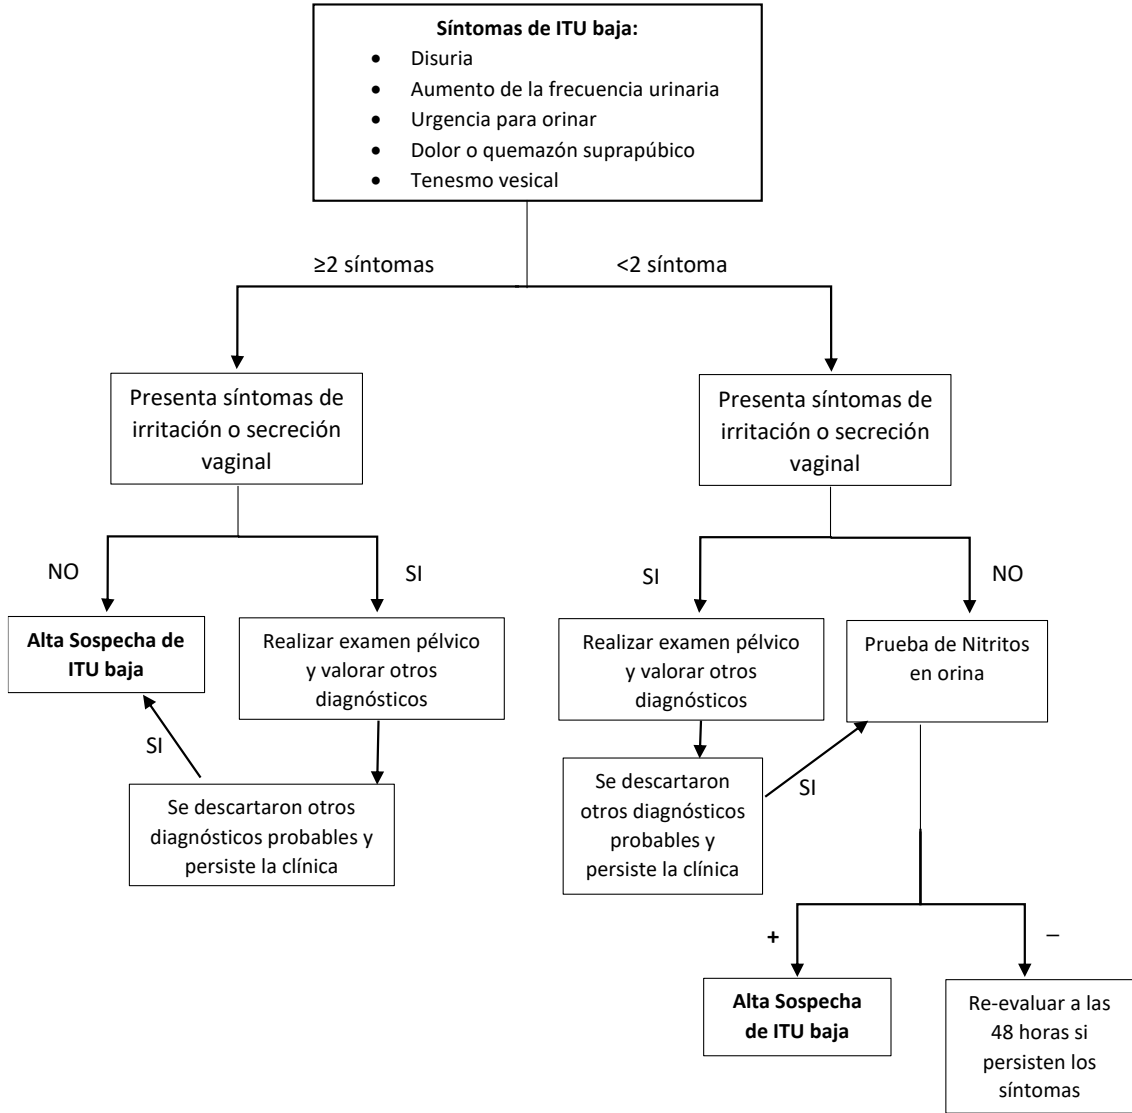 Síntomas de ITU baja:
• Disuria
• Aumento de la frecuencia urinaria
• Urgencia para orinar
• Dolor o quemazón suprapúbico
• Tenesmo vesical
≥2 síntomas
<2 síntoma
Presenta síntomas de
irritación o secreción
vaginal
Presenta síntomas de
irritación o secreción
vaginal
NO
SI
SI
NO
Alta Sospecha de
ITU baja
Realizar examen pélvico
y valorar otros
diagnósticos
Realizar examen pélvico
y valorar otros
diagnósticos
Prueba de Nitritos
en orina
SI
Se descartaron otros
diagnósticos probables y
persiste la clínica
Se descartaron
otros diagnósticos
probables y
persiste la clínica
SI
+
–
Alta Sospecha
de ITU baja
Re-evaluar a las
48 horas si
persisten los
síntomas